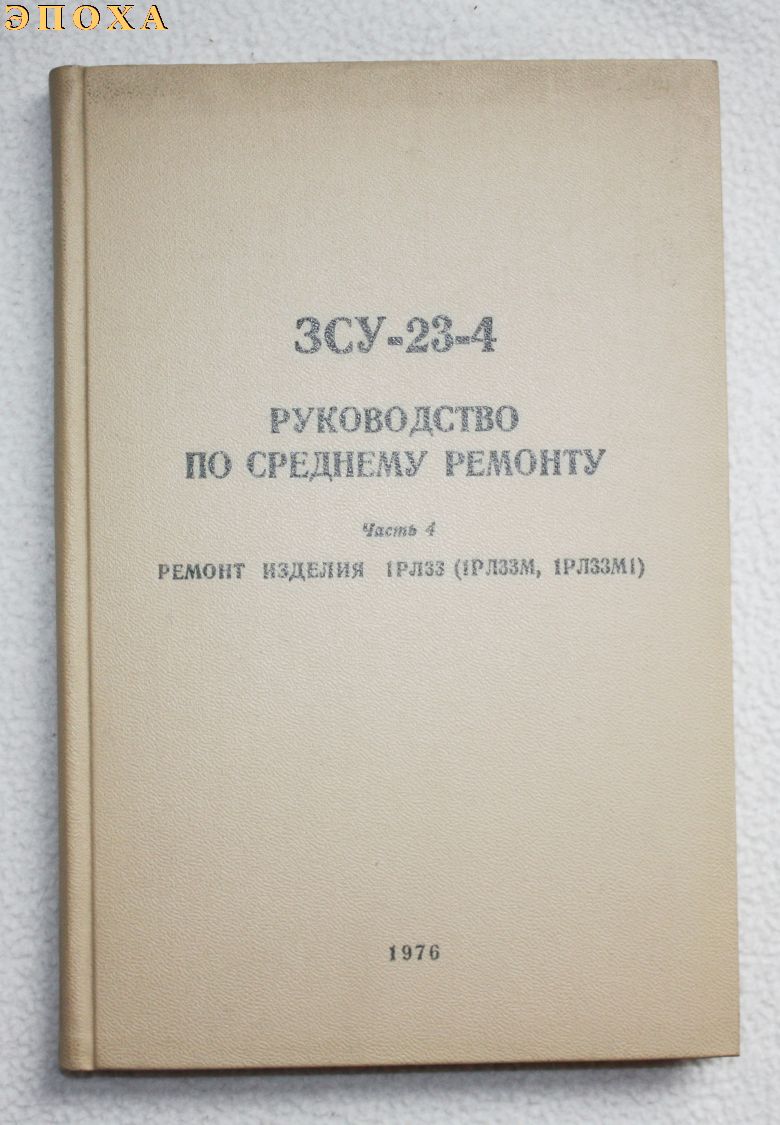 ЭПОХА
ЗСУ-23-4
РУКОВОДСТВО
ПО СРЕДНЕМУ РЕМОНТУ
Часть 4
РЕМОНТ ИЗДЕЛИЯ 1РЛ33 (1РЛ33М, 1РЛ33М1)
1976